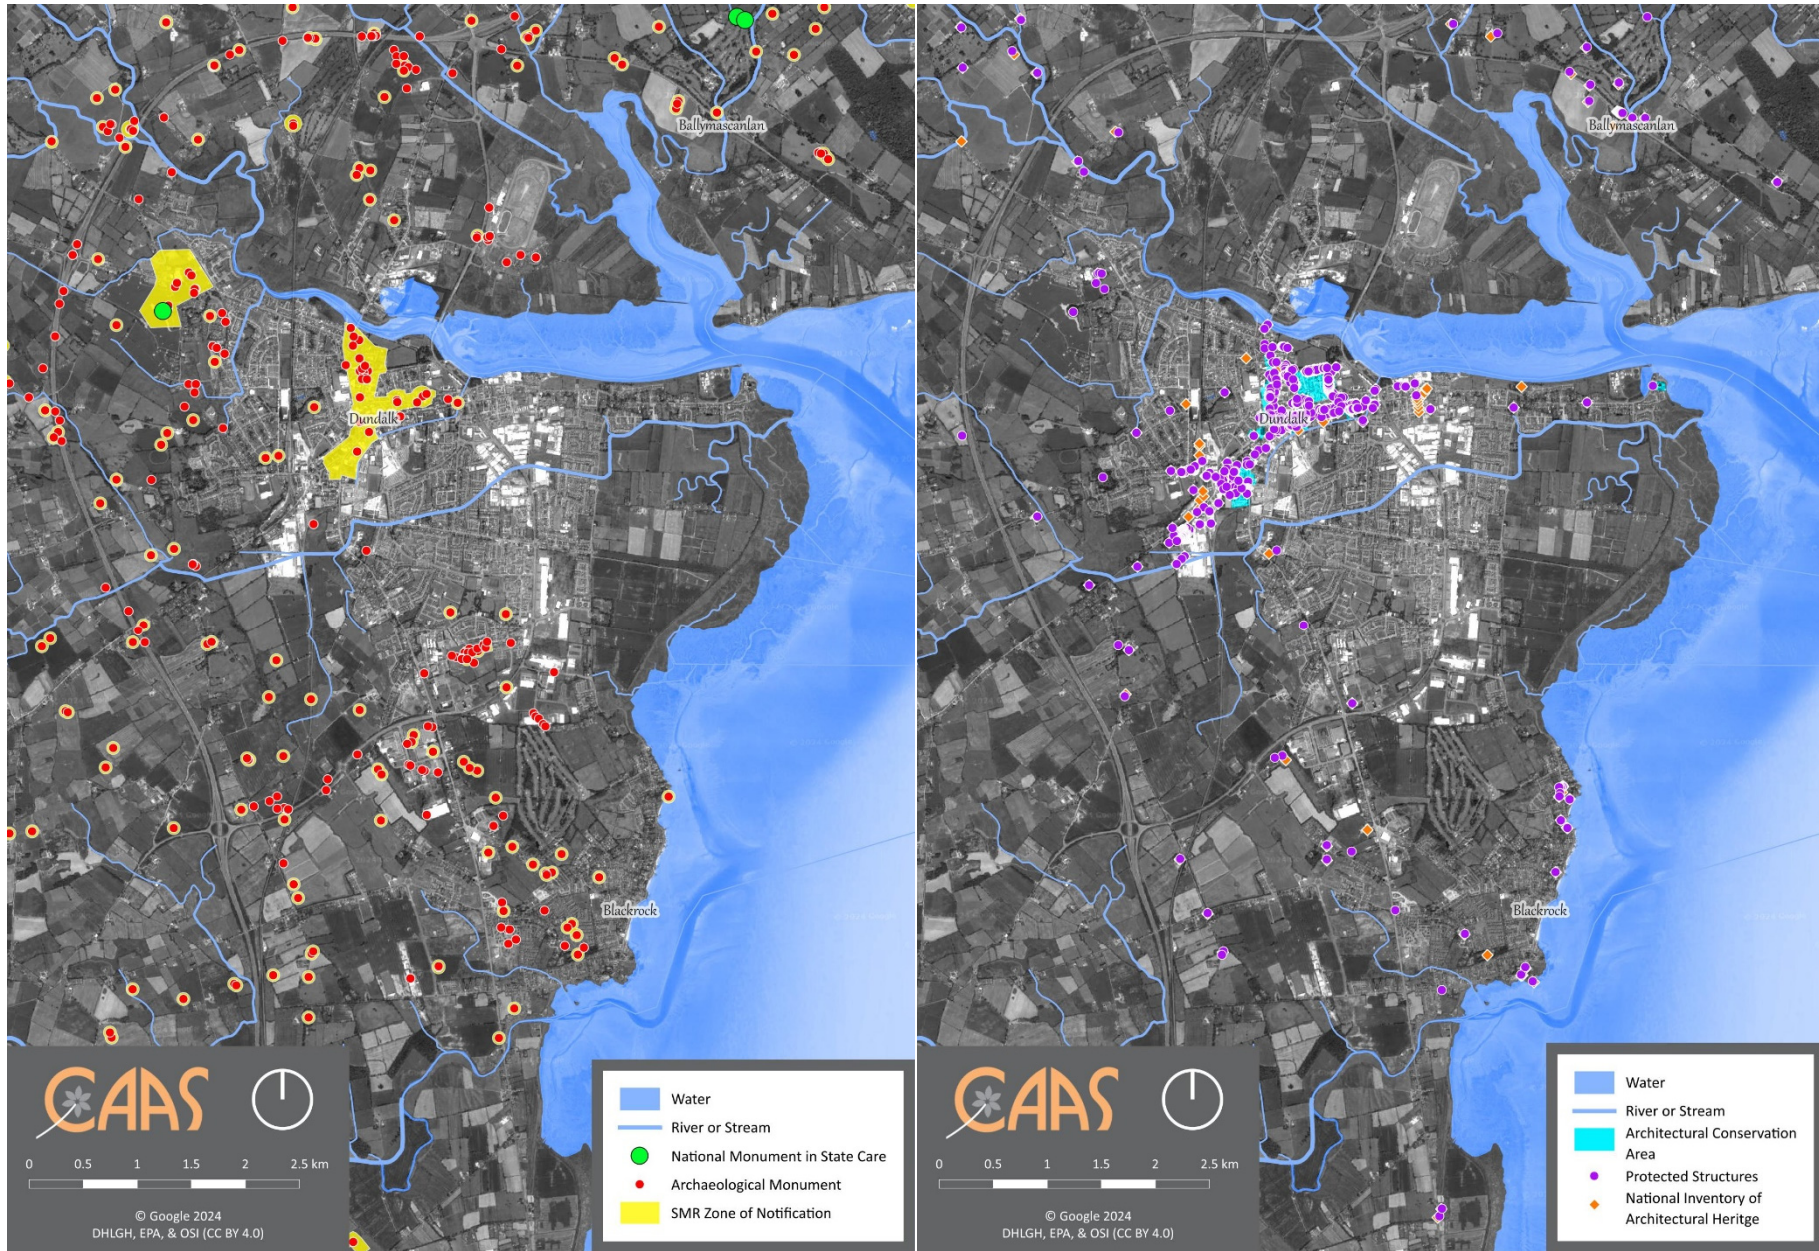 Ballymascanlan
Dundalk
Blackrock
CAAS
0 0.5 1 1.5 2 2.5 km
© Google 2024
DHLGH, EPA, & OSI (CC BY 4.0)
Water
River or Stream
National Monument in State Care
Archaeological Monument
SMR Zone of Notification
Ballymascanlan
Dundalk
Blackrock
CAAS
0 0.5 1 1.5 2 2.5 km
© Google 2024
DHLGH, EPA, & OSI (CC BY 4.0)
Water
River or Stream
Architectural Conservation
Area
Protected Structures
National Inventory of
Architectural Heritge